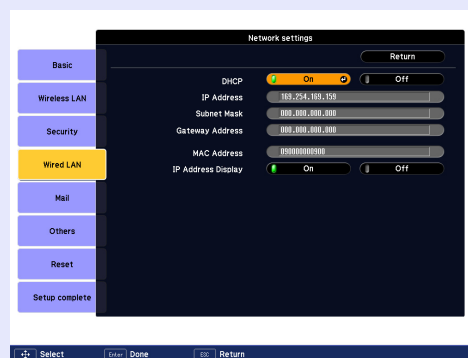 Network settings
Return
Basic
Wireless LAN
Security
Wired LAN
Mail
Others
Reset
Setup complete
DHCP On Off
IP Address 169.254.169.159
Subnet Mask 000.000.000.000
Gateway Address 000.000.000.000
MAC Address 090000000900
IP Address Display On Off
Select Enter Done ESC Return